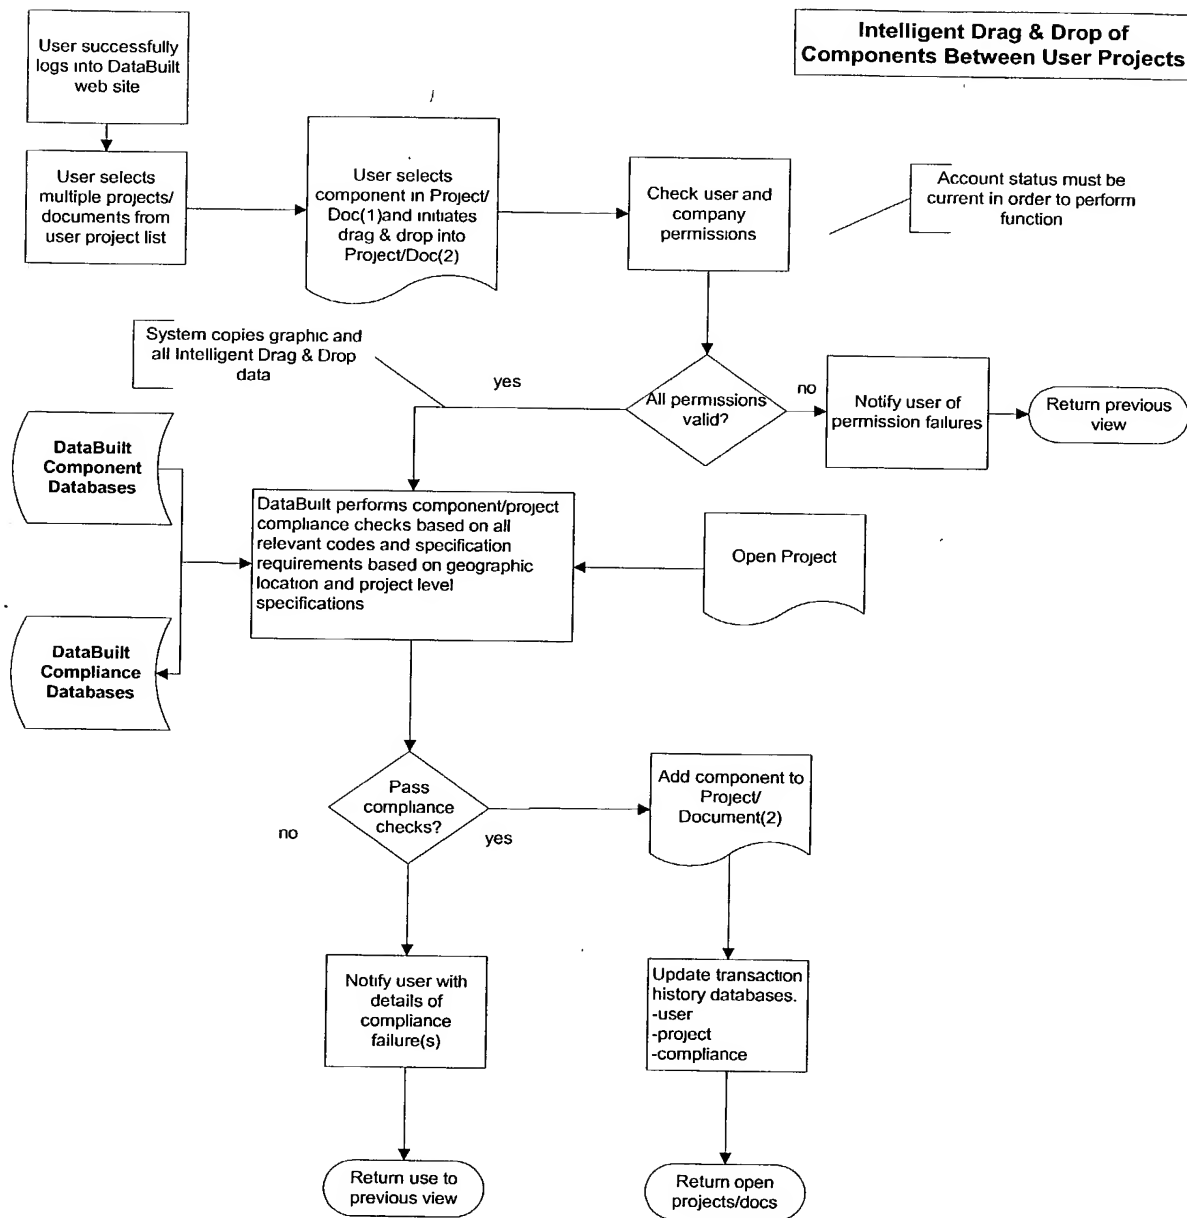 Intelligent Drag & Drop of
Components Between User Projects
User successfully
logs into DataBuilt
web site
User selects
multiple projects/
documents from
user project list
User selects
component in Project/
Doc(1)and initiates
drag & drop into
Project/Doc(2)
Check user and
company
permissions
Account status must be
current in order to perform
function
System copies graphic and
all Intelligent Drag & Drop
data
yes
All permissions
valid?
no
Notify user of
permission failures
Return previous
view
DataBuilt
Component
Databases
DataBuilt performs component/project
compliance checks based on all
relevant codes and specification
requirements based on geographic
location and project level
specifications
Open Project
DataBuilt
Compliance
Databases
Pass
compliance
checks?
no
yes
Add component to
Project/
Document(2)
Notify user with
details of
compliance
failure(s)
Update transaction
history databases.
-user
-project
-compliance
Return use to
previous view
Return open
projects/docs